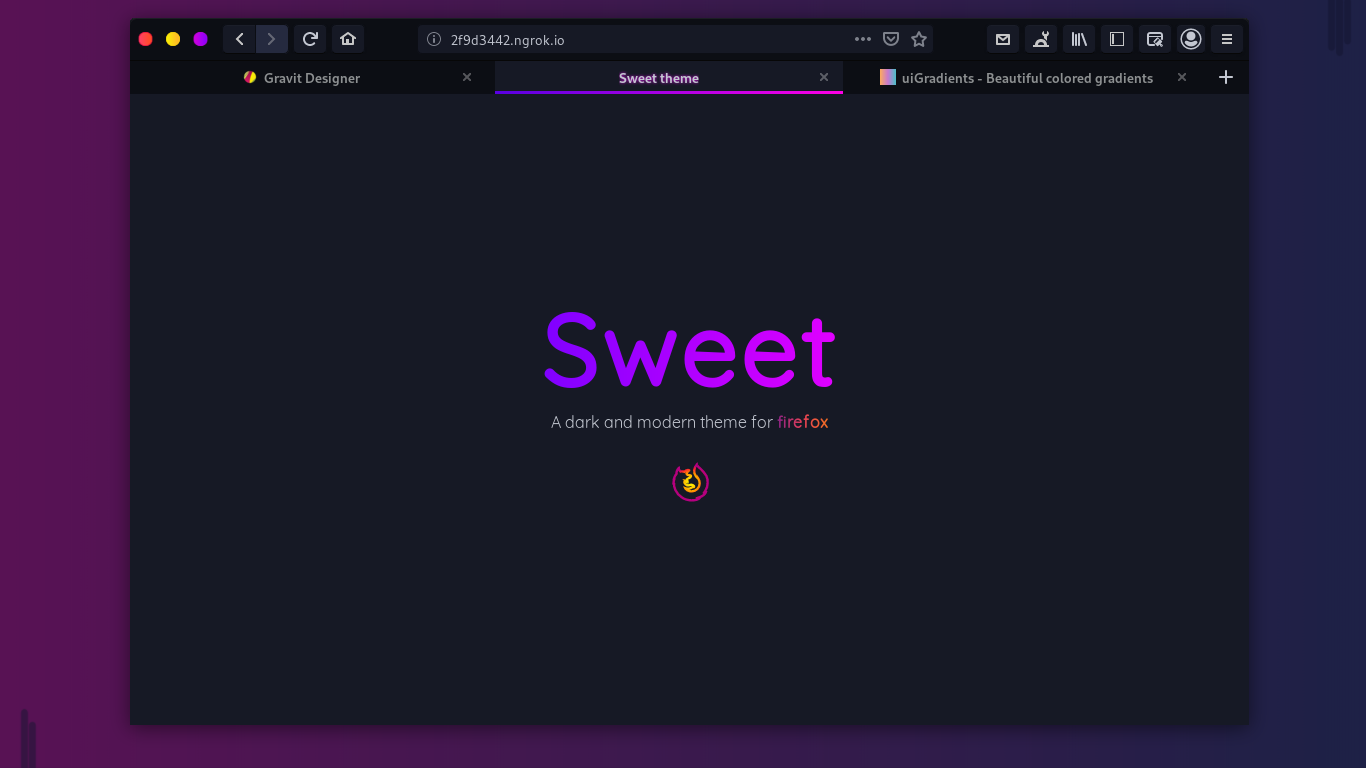 2f9d3442.ngrok.io
Gravit Designer
Sweet theme
uiGradients - Beautiful colored gradients
Sweet
A dark and modern theme for firefox